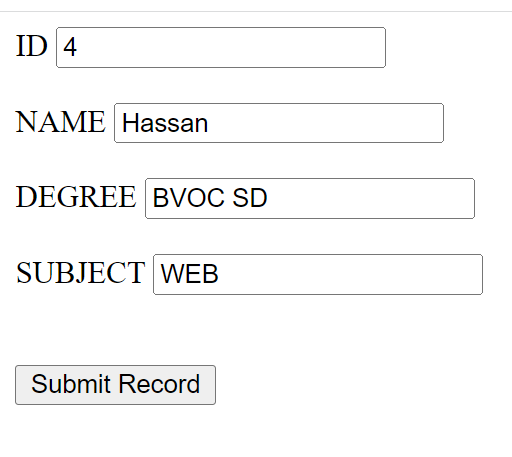 ID 4
NAME Hassan
DEGREE BVOC SD
SUBJECT WEB
Submit Record